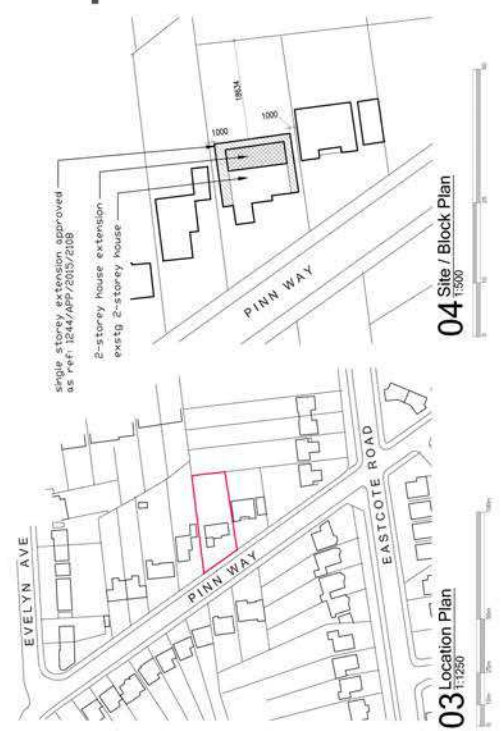 single storey extension approved
as ref: 1244/APP/2015/2108
2-storey house extension
exstg 2-storey house
1000
18634
1000
PINN WAY
04 Site / Block Plan
1:500
EVELYN AVE
PINN WAY
EASTCOTE ROAD
03 Location Plan
1:1250